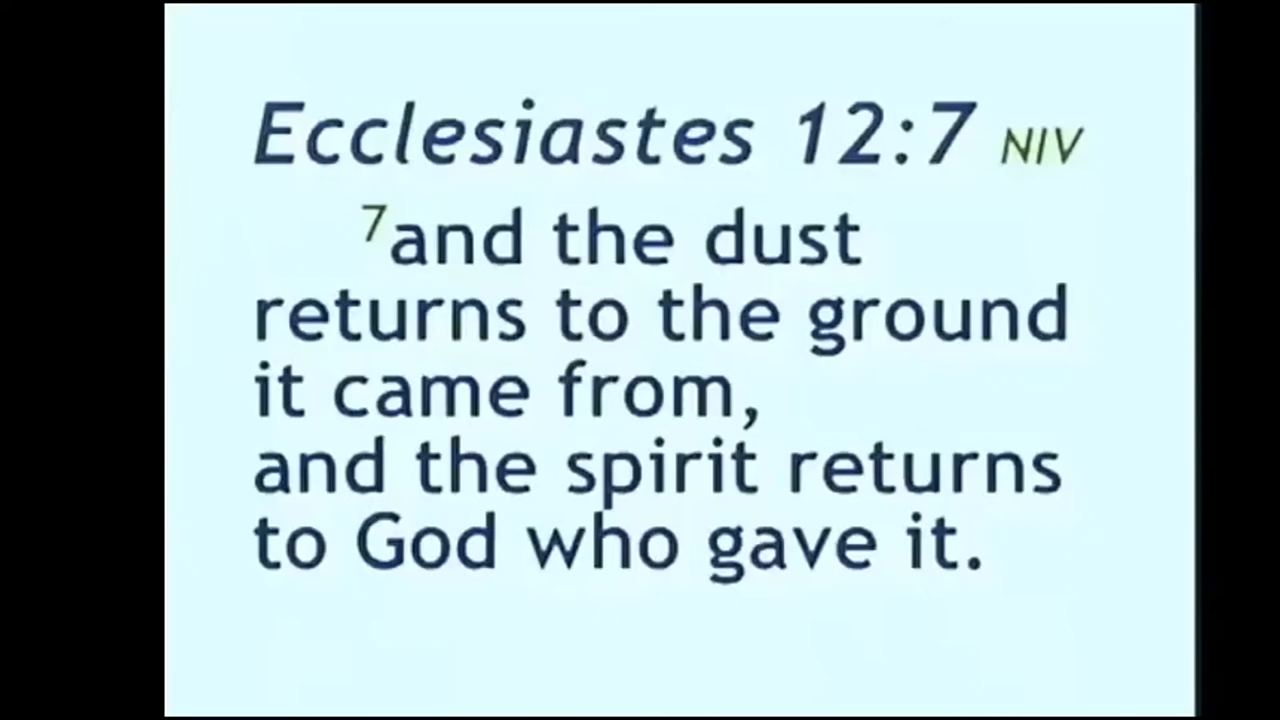 Ecclesiastes 12:7 NIV
7and the dust
returns to the ground
it came from,
and the spirit returns
to God who gave it.